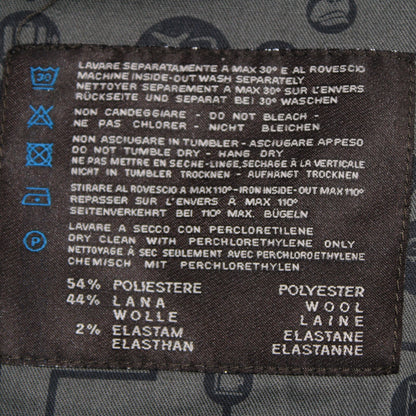 30
LAVARE SEPARATAMENTE A MAX 30° E AL ROVESCIO
MACHINE INSIDE-OUT WASH SEPARATELY
NETTOYER SEPAREMENT A MAX 30° SUR L'ENVERS
RÜCKSEITE UND SEPARAT BEI 30° WASCHEN
NON CANDEGGIARE - DO NOT BLEACH -
NE PAS CHLORER - NICHT BLEICHEN
NON ASCIUGARE IN TUMBLER - ASCIUGARE APPESO
DO NOT TUMBLE DRY - HANG DRY
NE PAS METTRE EN SECHE-LINGE, SECHAGE À LA VERTICALE
NICHT IN TUMBLER TROCKNEN - AUFHÄNGT TROCKNEN
STIRARE AL ROVESCIO A MAX 110° - IRON INSIDE-OUT MAX 110°
REPASSER SUR L'ENVERS À MAX 110°
SEITENVERKEHRT BEI 110° MAX. BÜGELN
P
LAVARE A SECCO CON PERCLORETILENE
DRY CLEAN WITH PERCHLORETHYLENE ONLY
NETTOYAGE À SEC SEULEMENT AVEC PERCHLOROETHYLENE
CHEMISCH MIT PERCHLORETHYLEN
54% POLIESTERE POLYESTER
44% LANA WOOL
WOLLE LAINE
2% ELASTAM ELASTANE
ELASTHAN ELASTANNE